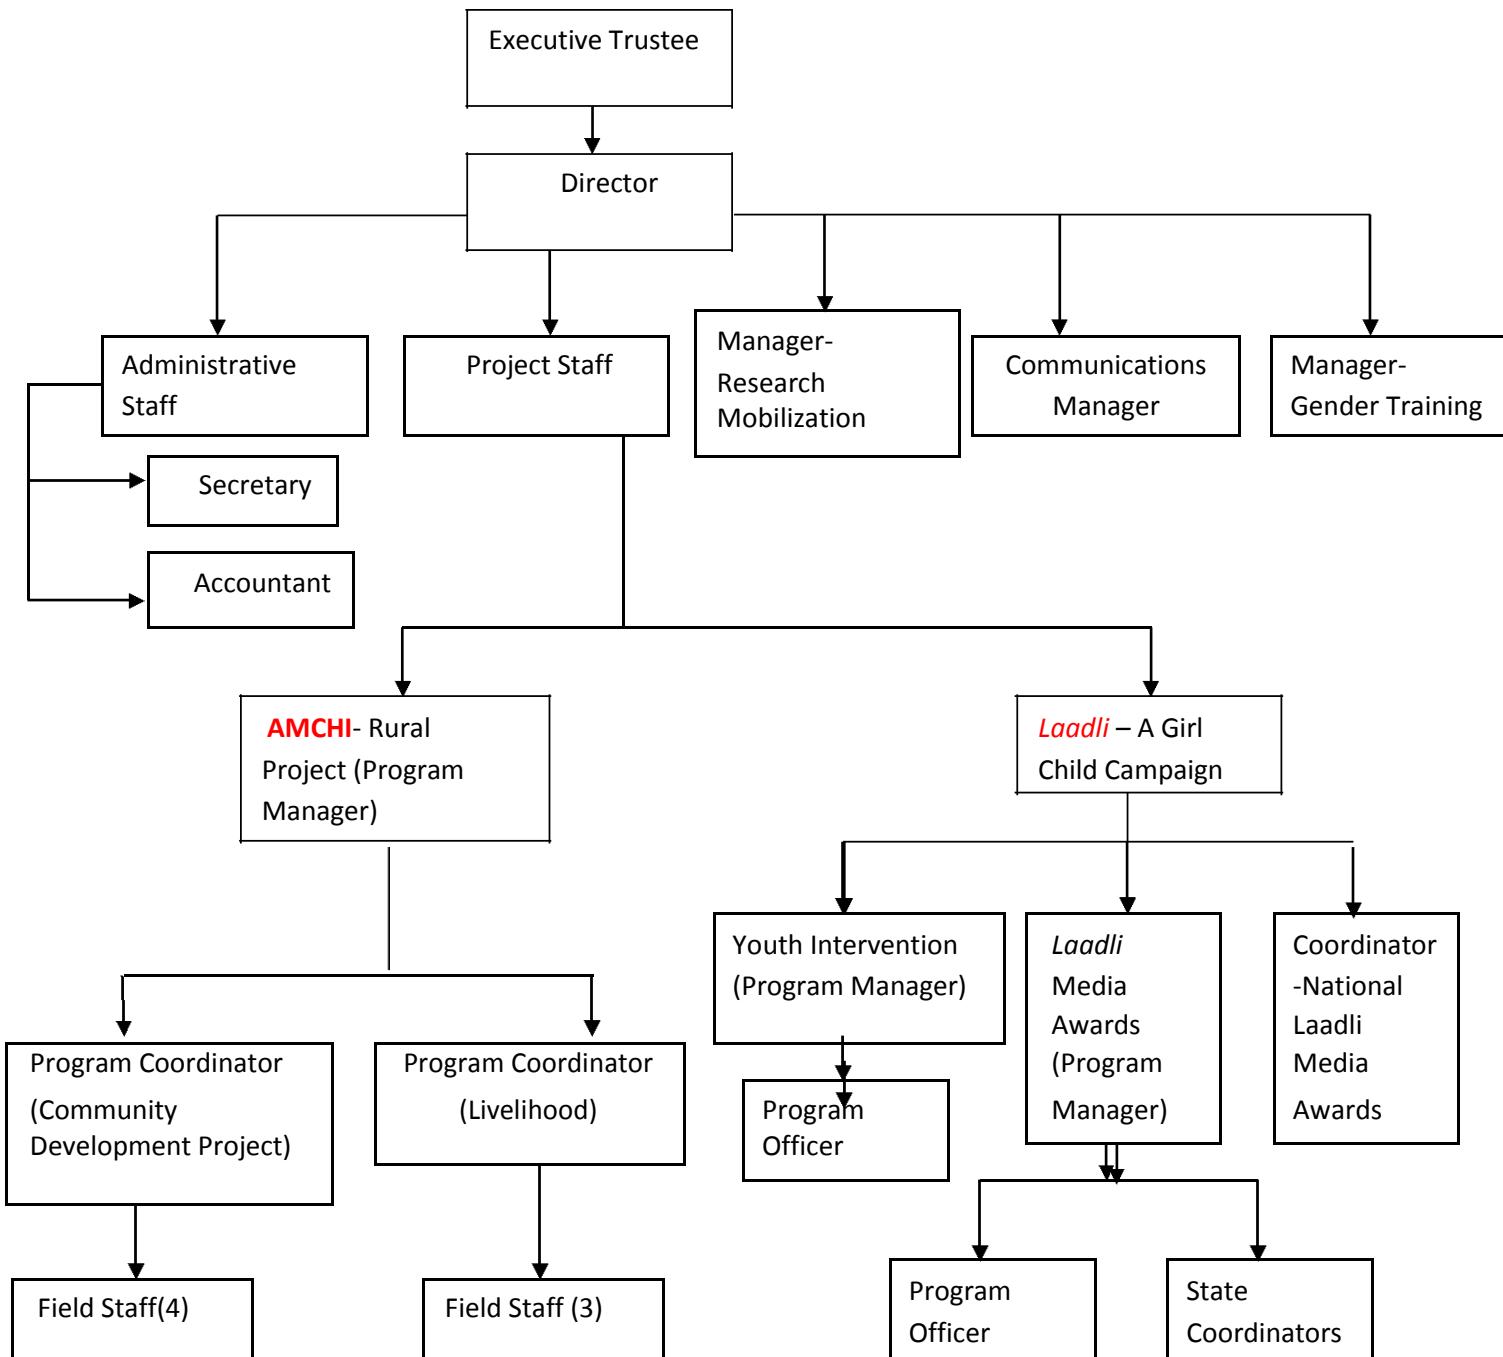 Executive Trustee
Director
Administrative
Staff
Project Staff
Manager-
Research
Mobilization
Communications
Manager
Manager-
Gender Training
Secretary
Accountant
AMCHI- Rural
Project (Program
Manager)
Laadli – A Girl
Child Campaign
Youth Intervention
(Program Manager)
Laadli
Media
Awards
(Program
Manager)
Coordinator
-National
Laadli
Media
Awards
Program Coordinator
(Community
Development Project)
Program Coordinator
(Livelihood)
Program
Officer
Field Staff(4)
Field Staff (3)
Program
Officer
State
Coordinators